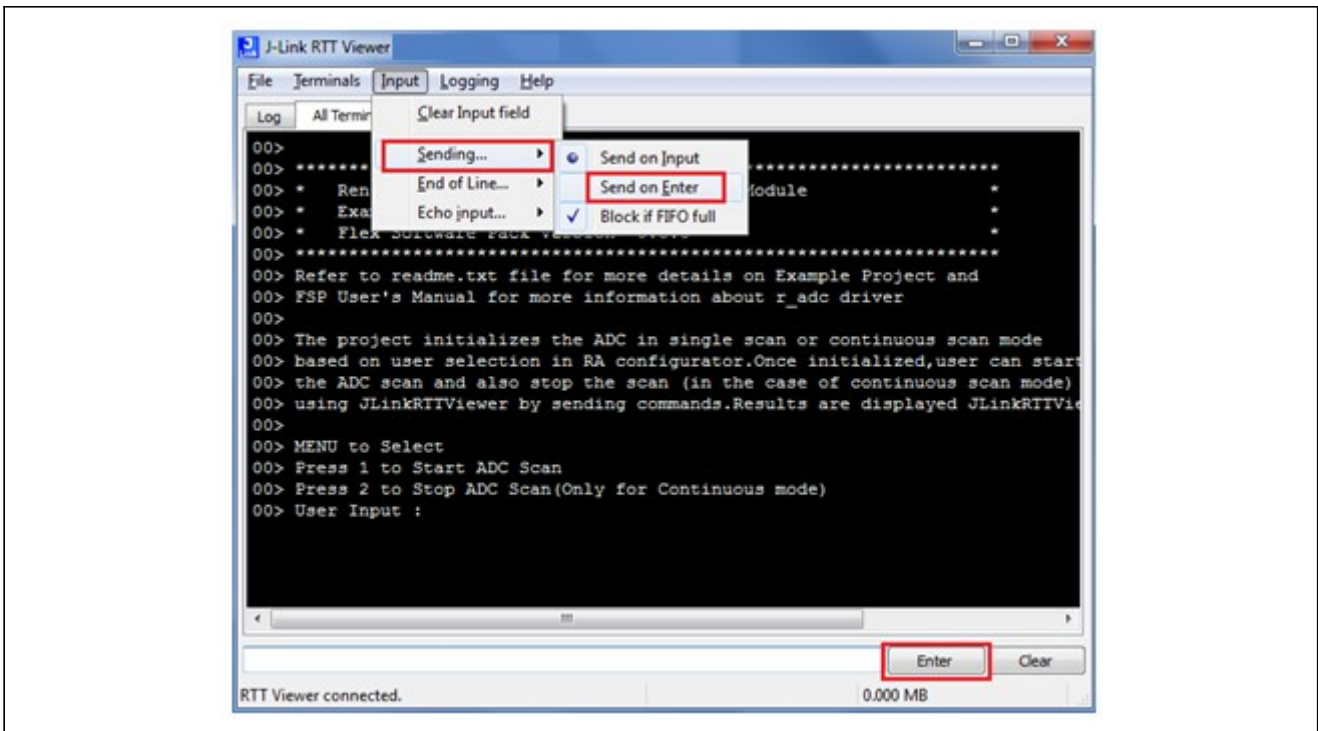 J-Link RTT Viewer
File Terminals Input Logging Help
Log All Termin
Clear Input field
Sending...
End of Line...
Echo input...
Send on Input
Send on Enter
Block if FIFO full
00>
00> ******* ***************************
00> * Ren Module *
00> * Exa *
00> * Flex Software Pack *
00> **********************************************************************
00> Refer to readme.txt file for more details on Example Project and
00> FSP User's Manual for more information about r_adc driver
00>
00> The project initializes the ADC in single scan or continuous scan mode
00> based on user selection in RA configurator.Once initialized,user can start
00> the ADC scan and also stop the scan (in the case of continuous scan mode)
00> using JLinkRTTViewer by sending commands.Results are displayed JLinkRTTVie
00>
00> MENU to Select
00> Press 1 to Start ADC Scan
00> Press 2 to Stop ADC Scan(Only for Continuous mode)
00> User Input :
Enter Clear
RTT Viewer connected. 0.000 MB